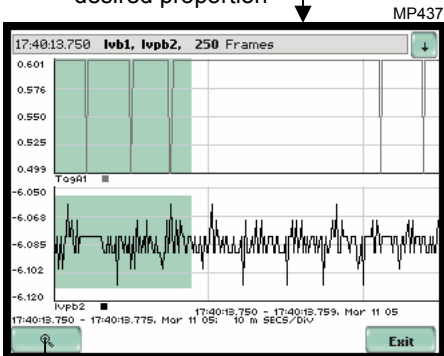 desired proportion
MP437
17:40:13.750 lvb1, lvpb2, 250 Frames
0.601
0.576
0.550
0.525
0.499
TagA1
-6.050
-6.068
-6.085
-6.102
-6.120
lvpb2
17:40:13.750 - 17:40:13.759, Mar 11 05
17:40:13.750 - 17:40:13.775, Mar 11 05; 10 m SECS/Div
Exit